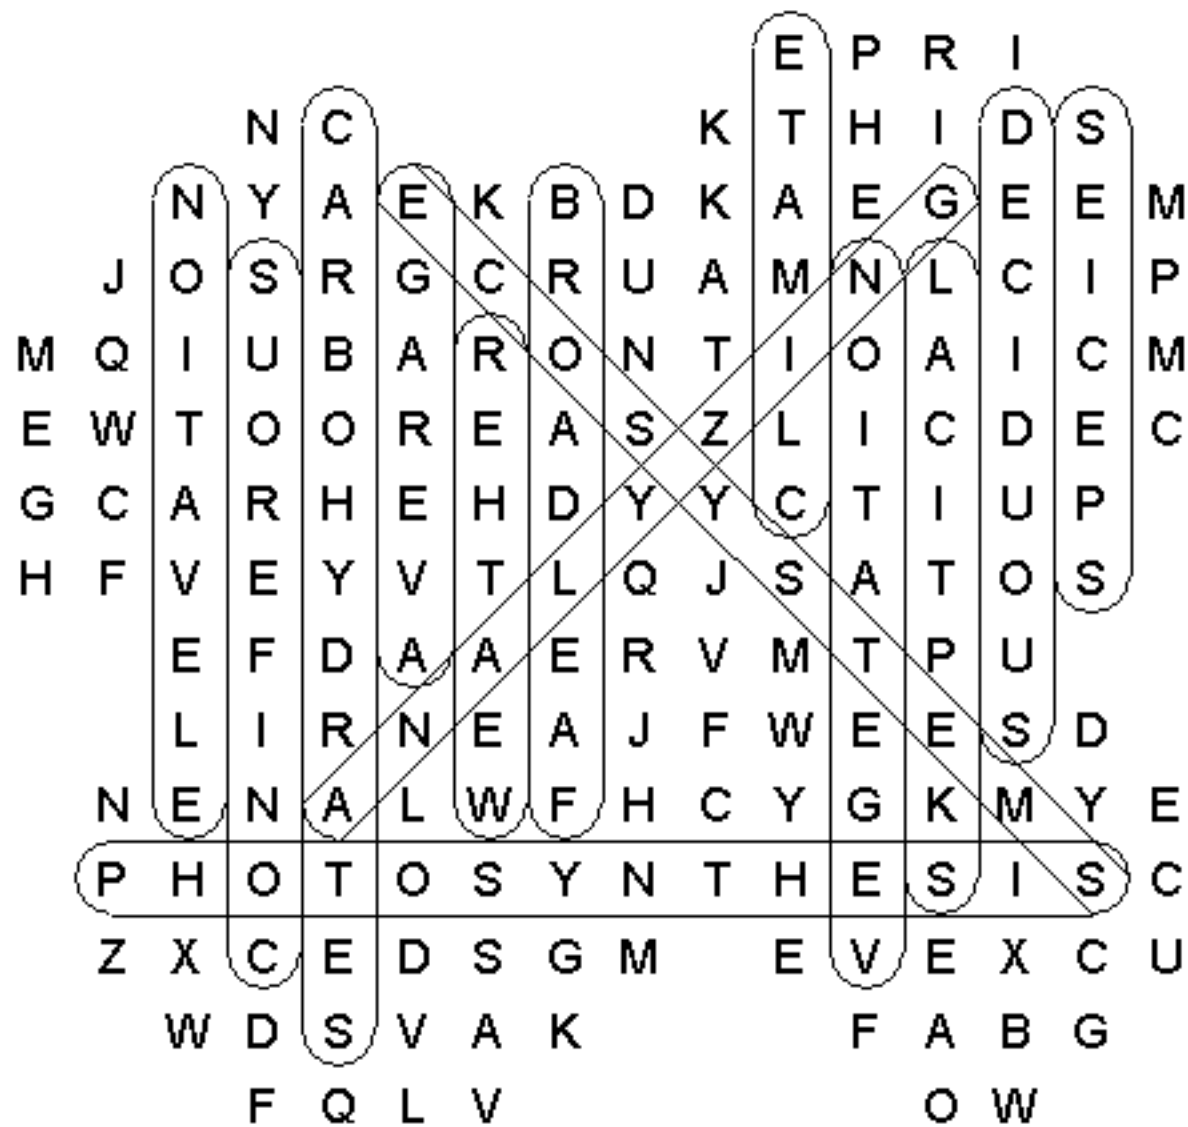 E P R I
N C K T H I D S
N Y A E K B D K A E G E E M
J O S R G C R U A M N L C I P
M Q I U B A R O N T I O A I C M
E W T O O R E A S Z L I C D E C
G C A R H E H D Y Y C T I U P
H F V E Y V T L Q J S A T O S
E F D A A E R V M T P U
L I R N E A J F W E E S D
N E N A L W F H C Y G K M Y E
P H O T O S Y N T H E S I S C
Z X C E D S G M E V E X C U
W D S V A K F A B G
F Q L V O W